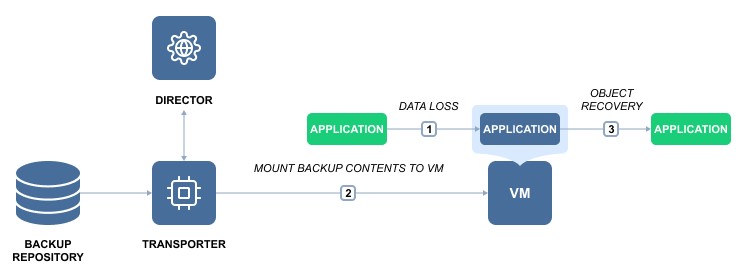 DIRECTOR
DATA LOSS
OBJECT
RECOVERY
APPLICATION
1
APPLICATION
3
APPLICATION
MOUNT BACKUP CONTENTS TO VM
2
VM
BACKUP
REPOSITORY
TRANSPORTER